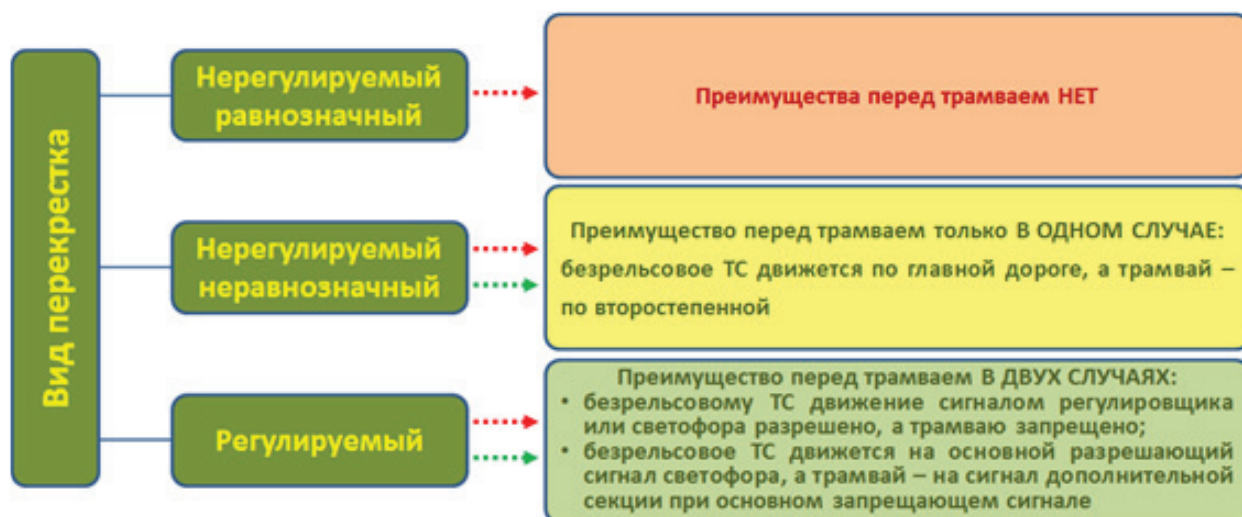 Вид перекрестка
Нерегулируемый
равнозначный
Преимущества перед трамваем НЕТ
Нерегулируемый
неравнозначный
Преимущество перед трамваем только В ОДНОМ СЛУЧАЕ:
безрельсовое ТС движется по главной дороге, а трамвай –
по второстепенной
Регулируемый
Преимущество перед трамваем В ДВУХ СЛУЧАЯХ:
• безрельсовому ТС движение сигналом регулировщика
или светофора разрешено, а трамваю запрещено;
• безрельсовое ТС движется на основной разрешающий
сигнал светофора, а трамвай – на сигнал дополнительной
секции при основном запрещающем сигнале